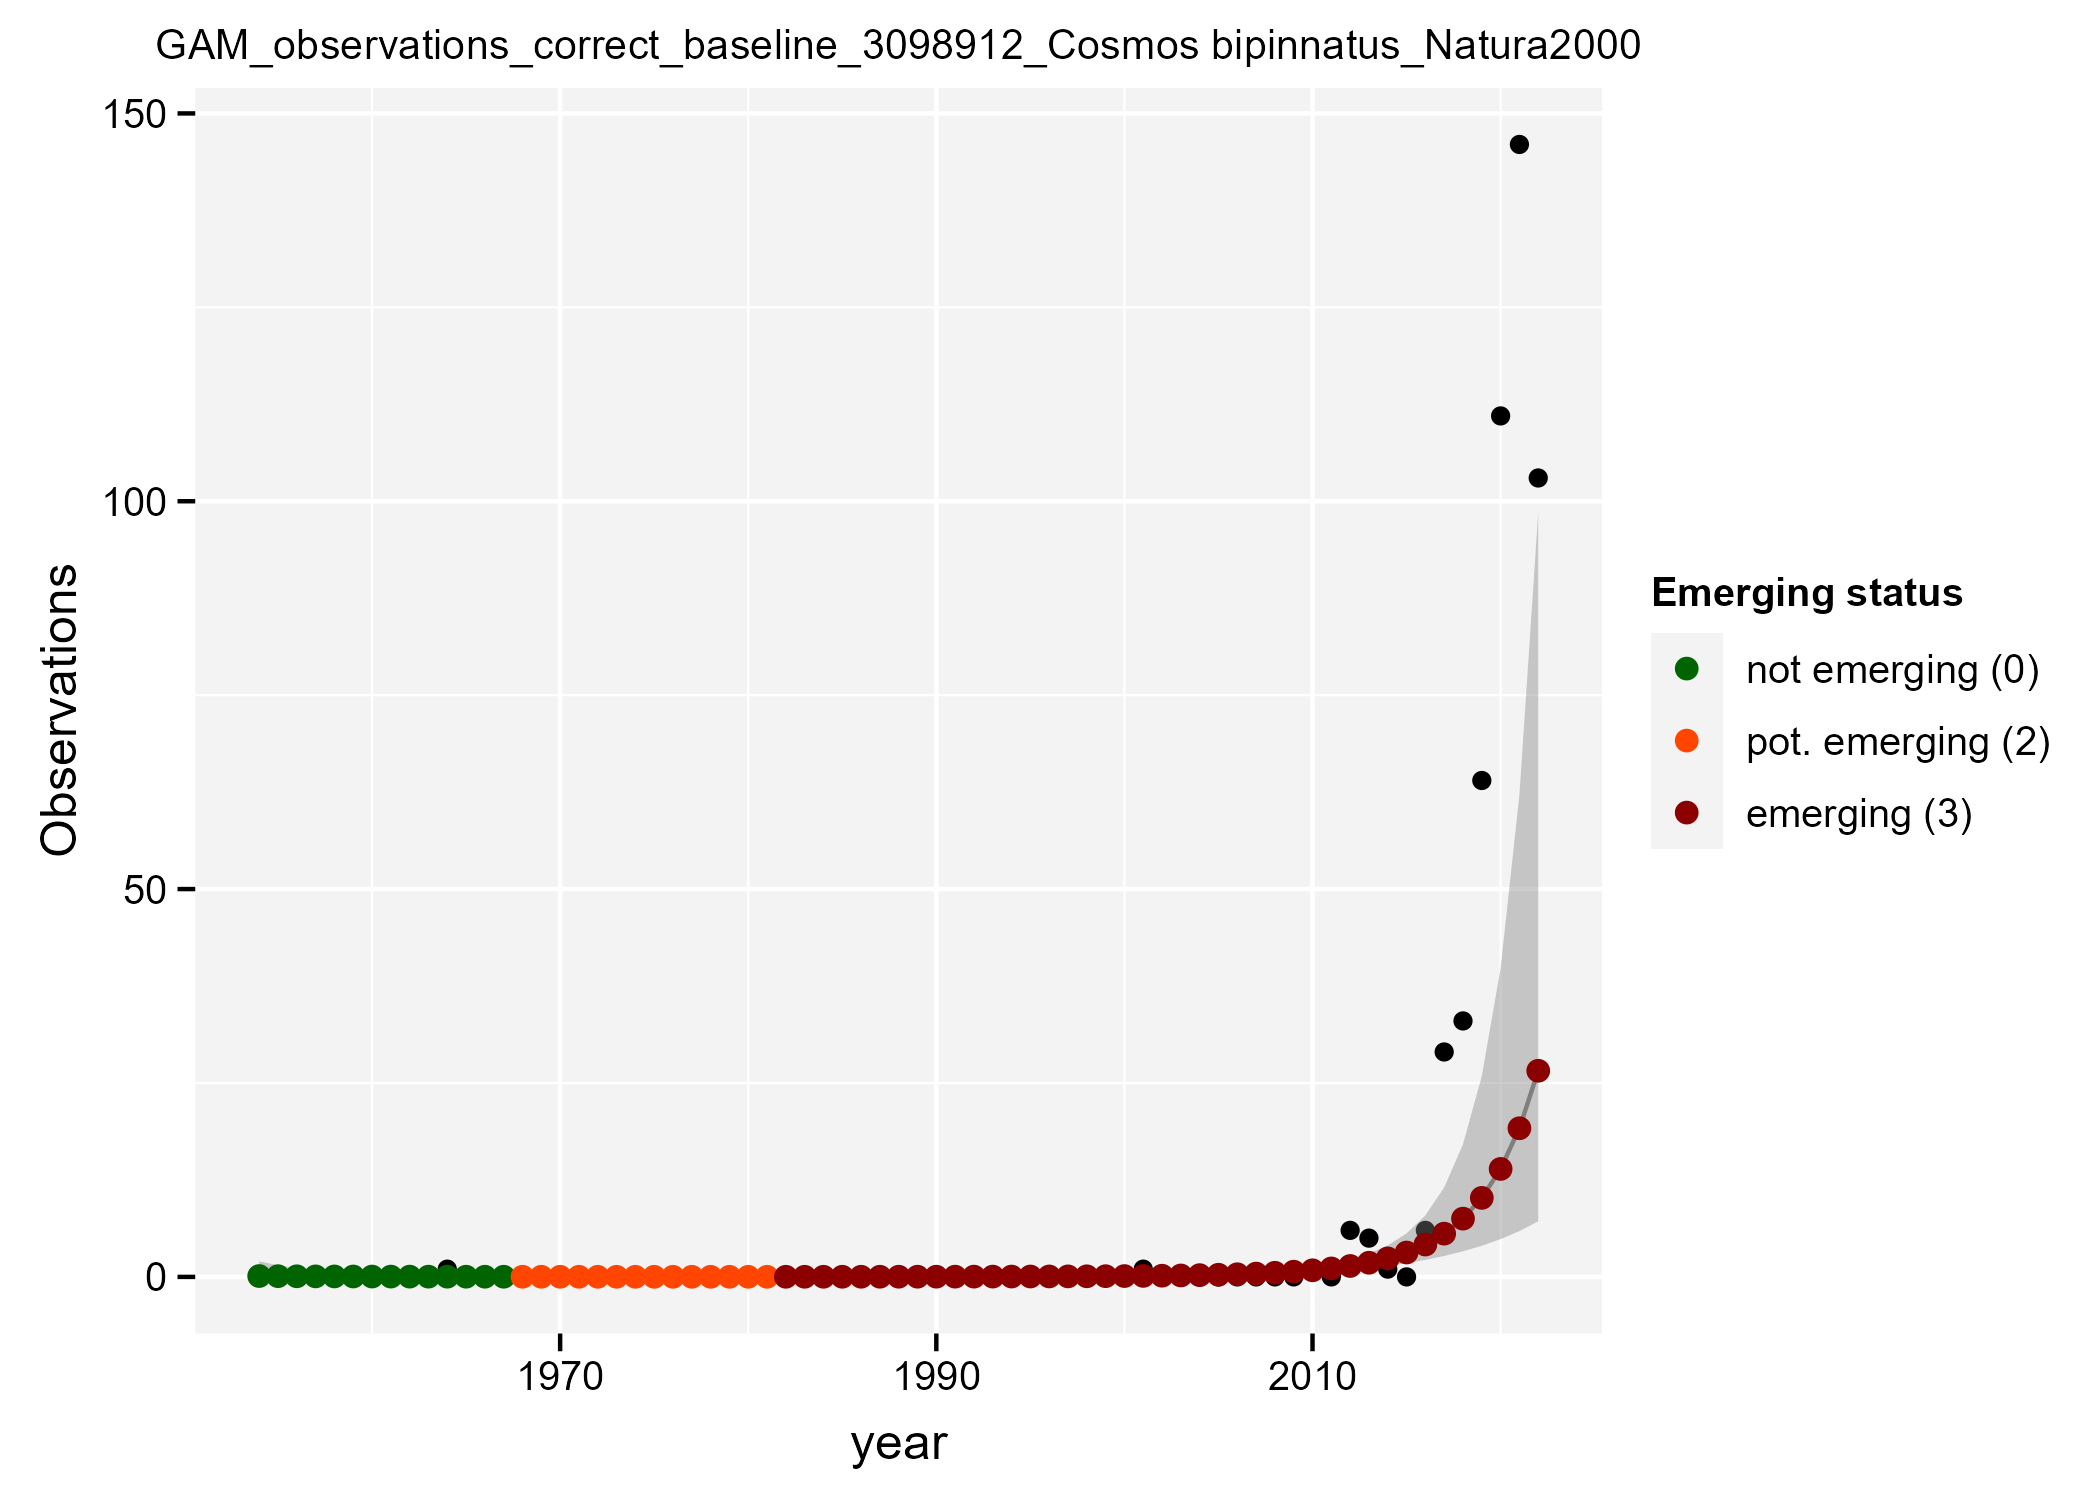 GAM_observations_correct_baseline_3098912_Cosmos bipinnatus_Natura2000
150
100
50
0
Observations
1970
1990
2010
year
Emerging status
not emerging (0)
pot. emerging (2)
emerging (3)